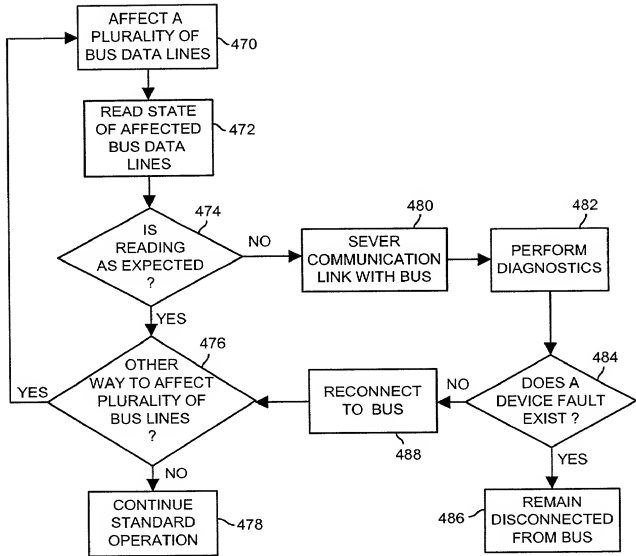 AFFECT A
PLURALITY OF
BUS DATA LINES
470
READ STATE
OF AFFECTED
BUS DATA
LINES
472
IS
READING
AS EXPECTED
?
474
NO
YES
SEVER
COMMUNICATION
LINK WITH BUS
480
PERFORM
DIAGNOSTICS
482
OTHER
WAY TO AFFECT
PLURALITY OF
BUS LINES
?
476
YES
NO
RECONNECT
TO BUS
488
NO
DOES A
DEVICE FAULT
EXIST ?
484
YES
CONTINUE
STANDARD
OPERATION
478
486
REMAIN
DISCONNECTED
FROM BUS